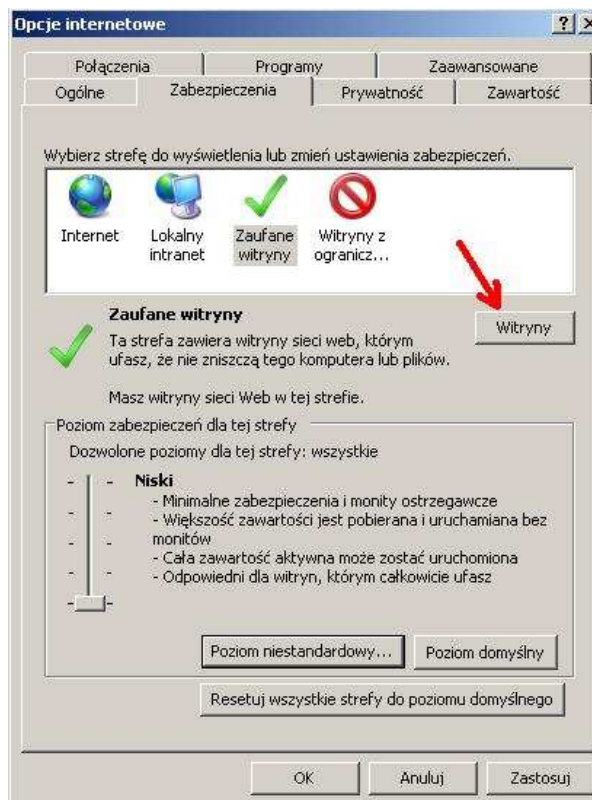 Opcje internetowe
Połączenia Programy Zaawansowane
Ogólne Zabezpieczenia Prywatność Zawartość
Wybierz strefę do wyświetlenia lub zmień ustawienia zabezpieczeń.
Internet Lokalny intranet Zaufane witryny Witryny z ogranicz...
Zaufane witryny
Witryny
Ta strefa zawiera witryny sieci web, którym
ufasz, że nie zniszczą tego komputera lub plików.
Masz witryny sieci Web w tej strefie.
Poziom zabezpieczeń dla tej strefy
Dozwolone poziomy dla tej strefy: wszystkie
Niski
- Minimalne zabezpieczenia i monity ostrzegawcze
- Większość zawartości jest pobierana i uruchamiana bez
monitów
- Cała zawartość aktywna może zostać uruchomiona
- Odpowiedni dla witryn, którym całkowicie ufasz
Poziom niestandardowy... Poziom domyślny
Resetuj wszystkie strefy do poziomu domyślnego
OK Anuluj Zastosuj